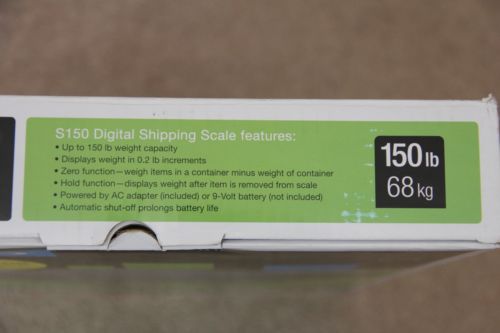 S150 Digital Shipping Scale features:
• Up to 150 lb weight capacity
• Displays weight in 0.2 lb increments
• Zero function—weigh items in a container minus weight of container
• Hold function—displays weight after item is removed from scale
• Powered by AC adapter (included) or 9-Volt battery (not included)
• Automatic shut-off prolongs battery life
150 lb
68 kg